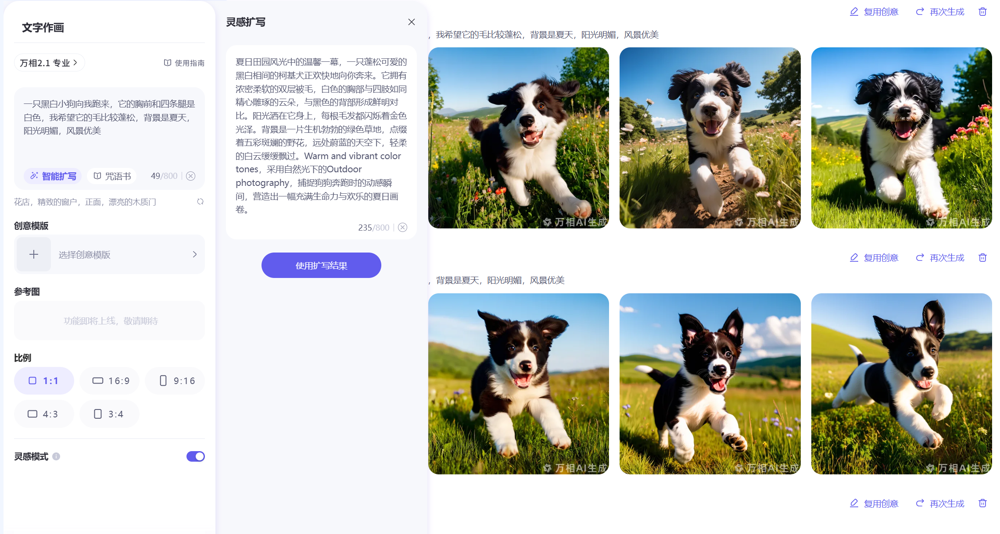 文字作画
万相2.1 专业
使用指南
一只黑白小狗向我跑来，它的胸前和四条腿是
白色，我希望它的毛比较蓬松，背景是夏天，
阳光明媚，风景优美
智能扩写
咒语书
49/800
花店，精致的窗户，正面，漂亮的木质门
创意模版
选择创意模版
参考图
功能即将上线，敬请期待
比例
1:1
16:9
9:16
4:3
3:4
灵感模式
灵感扩写
夏日田园风光中的温馨一幕，一只蓬松可爱的
黑白相间的柯基犬正欢快地向你奔来。它拥有
浓密柔软的双层被毛，白色的胸部与四肢如同
精心雕琢的云朵，与黑色的背部形成鲜明对
比。阳光洒在它身上，每根毛发都闪烁着金色
光泽。背景是一片生机勃勃的绿色草地，点缀
着五彩斑斓的野花，远处蔚蓝的天空下，轻柔
的白云缓缓飘过。Warm and vibrant color
tones，采用自然光下的Outdoor
photography，捕捉狗狗奔跑时的动感瞬
间，营造出一幅充满生命力与欢乐的夏日画
卷。
235/800
使用扩写结果
复用创意
再次生成
，我希望它的毛比较蓬松，背景是夏天，阳光明媚，风景优美
万相AI生成
万相AI生成
万相AI生成
复用创意
再次生成
，背景是夏天，阳光明媚，风景优美
万相AI生成
万相AI生成
万相AI生成
复用创意
再次生成